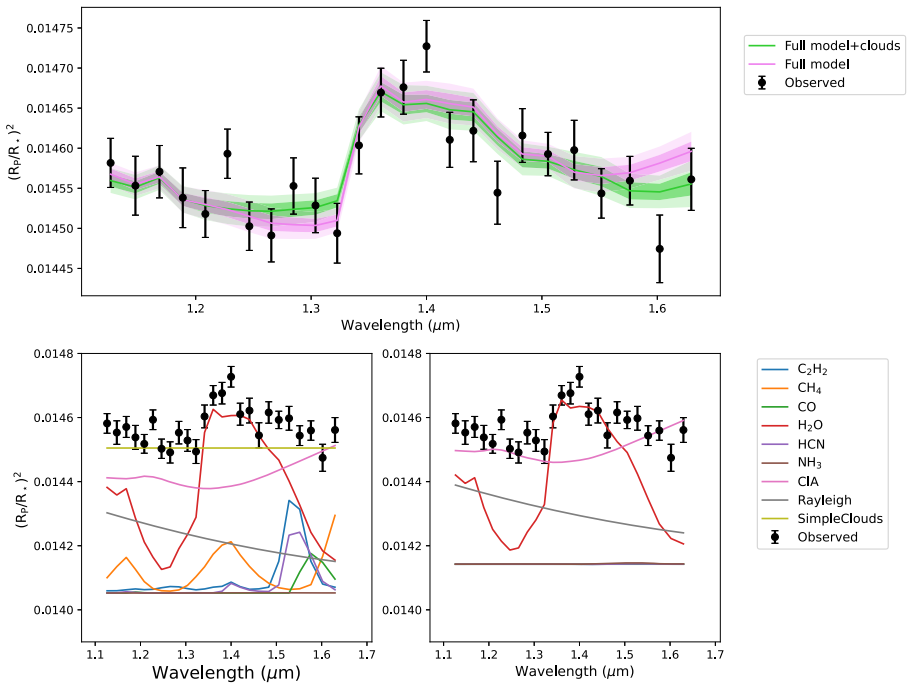 0.01475
0.01470
0.01465
0.01460
0.01455
0.01450
0.01445
(R_P/R_⋆)²
1.2 1.3 1.4 1.5 1.6
Wavelength (μm)
Full model+clouds
Full model
Observed
0.0148
0.0146
0.0144
0.0142
0.0140
(R_P/R_⋆)²
1.1 1.2 1.3 1.4 1.5 1.6 1.7
Wavelength (μm)
0.0148
0.0146
0.0144
0.0142
0.0140
1.1 1.2 1.3 1.4 1.5 1.6 1.7
Wavelength (μm)
C₂H₂
CH₄
CO
H₂O
HCN
NH₃
CIA
Rayleigh
SimpleClouds
Observed